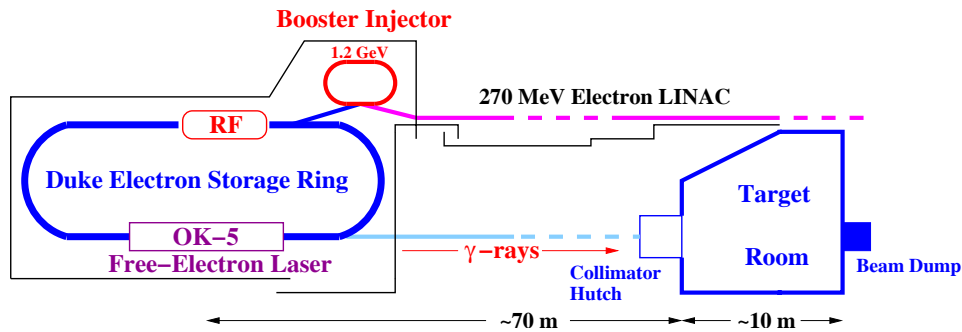 Booster Injector
1.2 GeV
270 MeV Electron LINAC
RF
Duke Electron Storage Ring
Target
OK−5
γ−rays
Free−Electron Laser
Room
Collimator
Hutch
Beam Dump
~70 m
~10 m